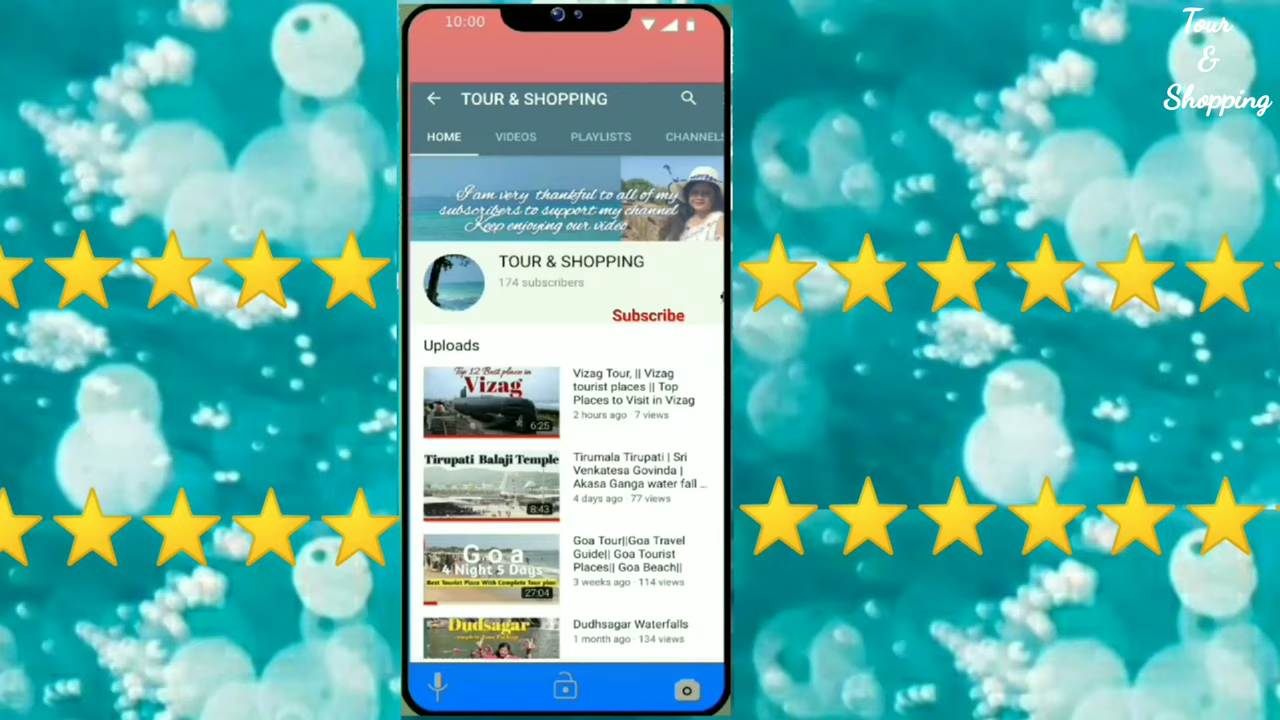 Tour
&
Shopping
10:00
TOUR & SHOPPING
HOME VIDEOS PLAYLISTS CHANNELS
I am very thankful to all of my
subscribers to support my channel
Keep enjoying our video
TOUR & SHOPPING
174 subscribers
Subscribe
Uploads
Top 12 Best place in
Vizag
6:25
Vizag Tour, || Vizag
tourist places || Top
Places to Visit in Vizag
2 hours ago · 7 views
Tirupati Balaji Temple
8:43
Tirumala Tirupati | Sri
Venkatesa Govinda |
Akasa Ganga water fall ...
4 days ago · 77 views
Goa
4 Night 5 Days
Best Tourist Place With Complete Tour plan
27:04
Goa Tour||Goa Travel
Guide|| Goa Tourist
Places|| Goa Beach||
3 weeks ago · 114 views
Dudsagar
Dudhsagar Waterfalls
1 month ago · 134 views